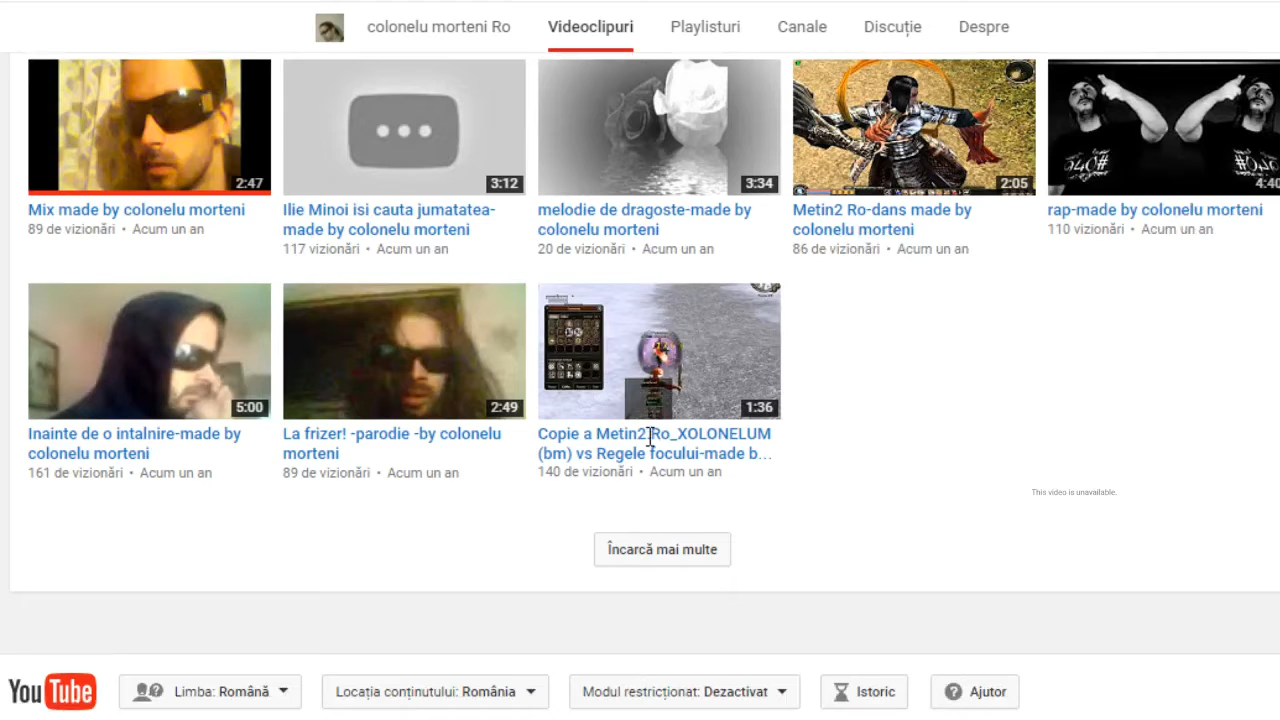 colonelu morteni Ro Videoclipuri Playlisturi Canale Discuție Despre
2:47 3:12 3:34 2:05 4:40
Mix made by colonelu morteni
89 de vizionări • Acum un an
Ilie Minoi isi cauta jumatatea-
made by colonelu morteni
117 vizionări • Acum un an
melodie de dragoste-made by
colonelu morteni
20 de vizionări • Acum un an
Metin2 Ro-dans made by
colonelu morteni
86 de vizionări • Acum un an
rap-made by colonelu morteni
110 vizionări • Acum un an
5:00 2:49 1:36
Inainte de o intalnire-made by
colonelu morteni
161 de vizionări • Acum un an
La frizer! -parodie -by colonelu
morteni
89 de vizionări • Acum un an
Copie a Metin2 Ro_XOLONELUM
(bm) vs Regele focului-made b...
140 de vizionări • Acum un an
This video is unavailable.
Încarcă mai multe
YouTube Limba: Română Locația conținutului: România Modul restricționat: Dezactivat Istoric Ajutor